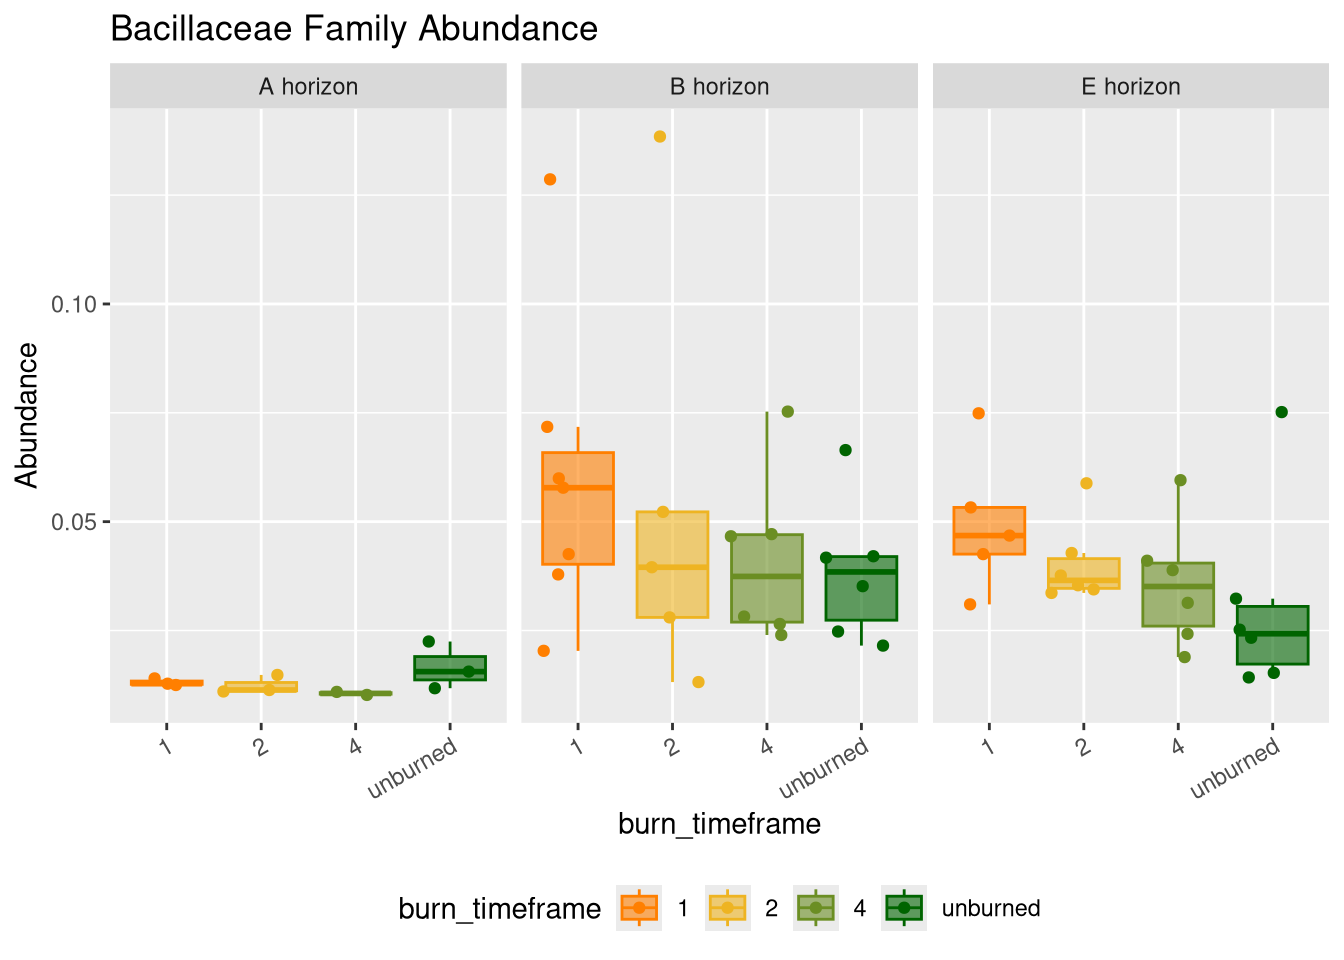 Bacillaceae Family Abundance
A horizon
B horizon
E horizon
Abundance
0.10
0.05
1
2
4
unburned
1
2
4
unburned
1
2
4
unburned
burn_timeframe
burn_timeframe 1 2 4 unburned